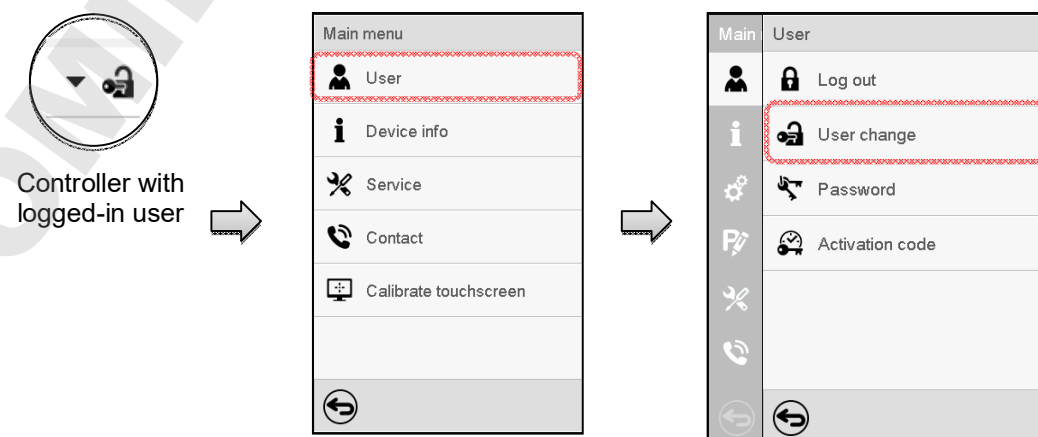 Controller with
logged-in user
Main menu
User
Device info
Service
Contact
Calibrate touchscreen
Main
User
Log out
User change
Password
Activation code